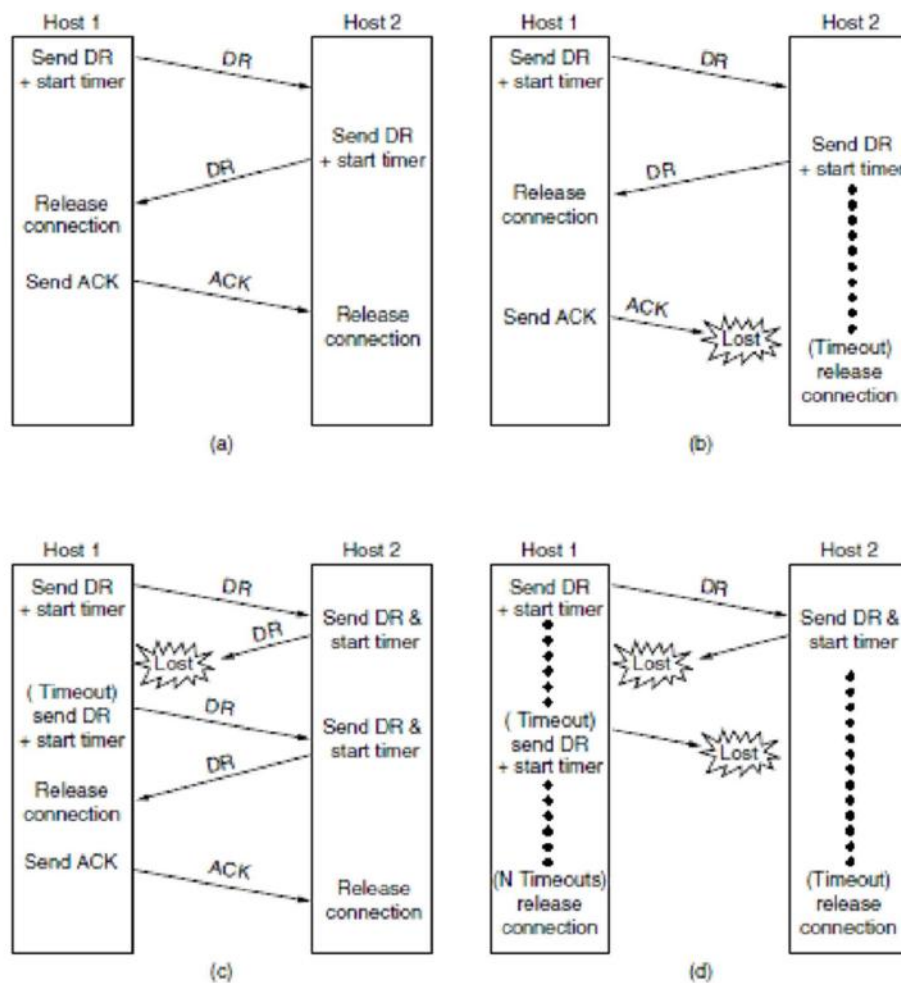 Host 1
Host 2
Send DR
+ start timer
DR
Send DR
+ start timer
DR
Release
connection
Send ACK
ACK
Release
connection
(a)
Host 1
Host 2
Send DR
+ start timer
DR
Send DR
+ start timer
DR
Release
connection
Send ACK
ACK
Lost
(Timeout)
release
connection
(b)
Host 1
Host 2
Send DR
+ start timer
DR
Send DR &
start timer
DR
Lost
( Timeout)
send DR
+ start timer
DR
Send DR &
start timer
DR
Release
connection
Send ACK
ACK
Release
connection
(c)
Host 1
Host 2
Send DR
+ start timer
DR
Send DR &
start timer
Lost
( Timeout)
send DR
+ start timer
Lost
(N Timeouts)
release
connection
(Timeout)
release
connection
(d)